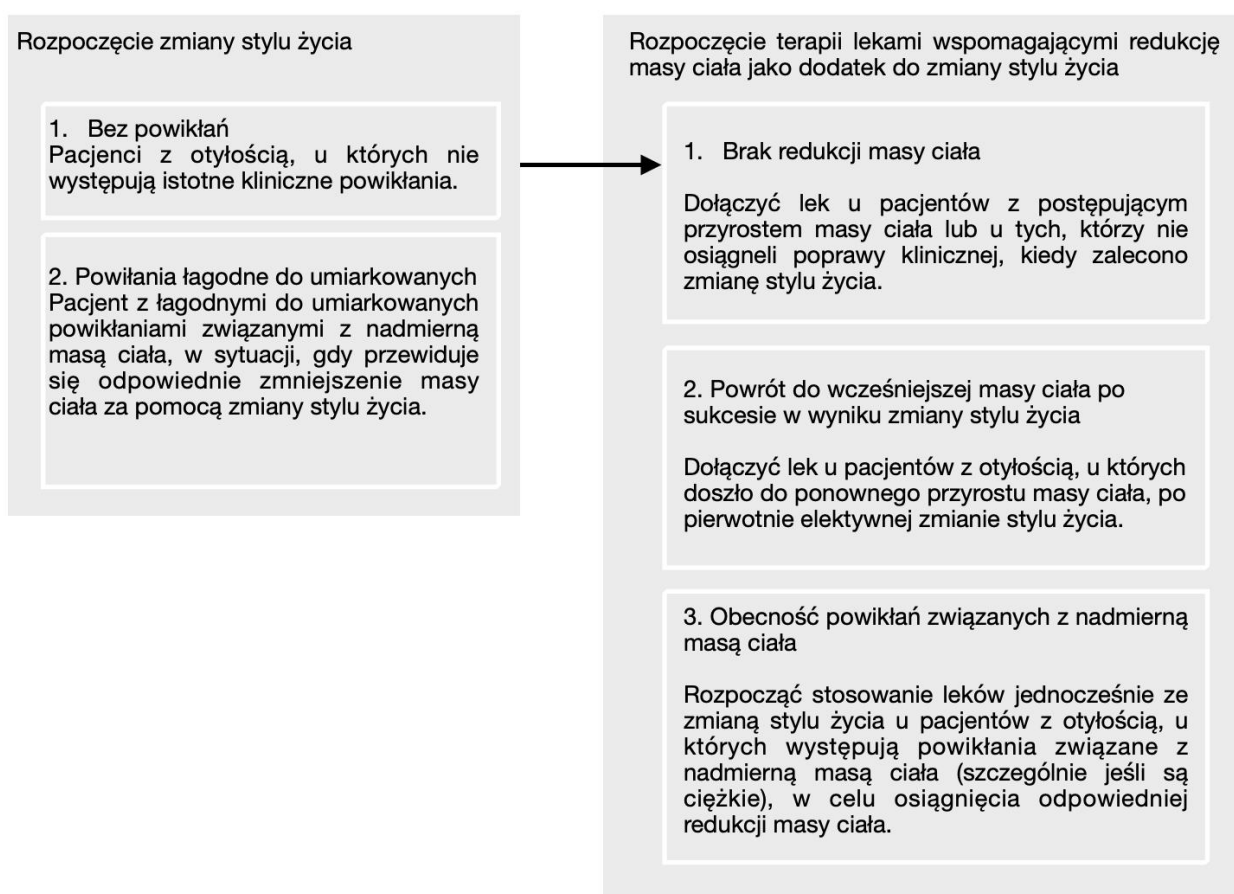 Rozpoczęcie zmiany stylu życia
1. Bez powikłań
Pacjenci z otyłością, u których nie
występują istotne kliniczne powikłania.
2. Powiłania łagodne do umiarkowanych
Pacjent z łagodnymi do umiarkowanych
powikłaniami związanymi z nadmierną
masą ciała, w sytuacji, gdy przewiduje
się odpowiednie zmniejszenie masy
ciała za pomocą zmiany stylu życia.
Rozpoczęcie terapii lekami wspomagającymi redukcję
masy ciała jako dodatek do zmiany stylu życia
1. Brak redukcji masy ciała
Dołączyć lek u pacjentów z postępującym
przyrostem masy ciała lub u tych, którzy nie
osiągneli poprawy klinicznej, kiedy zalecono
zmianę stylu życia.
2. Powrót do wcześniejszej masy ciała po
sukcesie w wyniku zmiany stylu życia
Dołączyć lek u pacjentów z otyłością, u których
doszło do ponownego przyrostu masy ciała, po
pierwotnie elektywnej zmianie stylu życia.
3. Obecność powikłań związanych z nadmierną
masą ciała
Rozpocząć stosowanie leków jednocześnie ze
zmianą stylu życia u pacjentów z otyłością, u
których występują powikłania związane z
nadmierną masą ciała (szczególnie jeśli są
ciężkie), w celu osiągnięcia odpowiedniej
redukcji masy ciała.